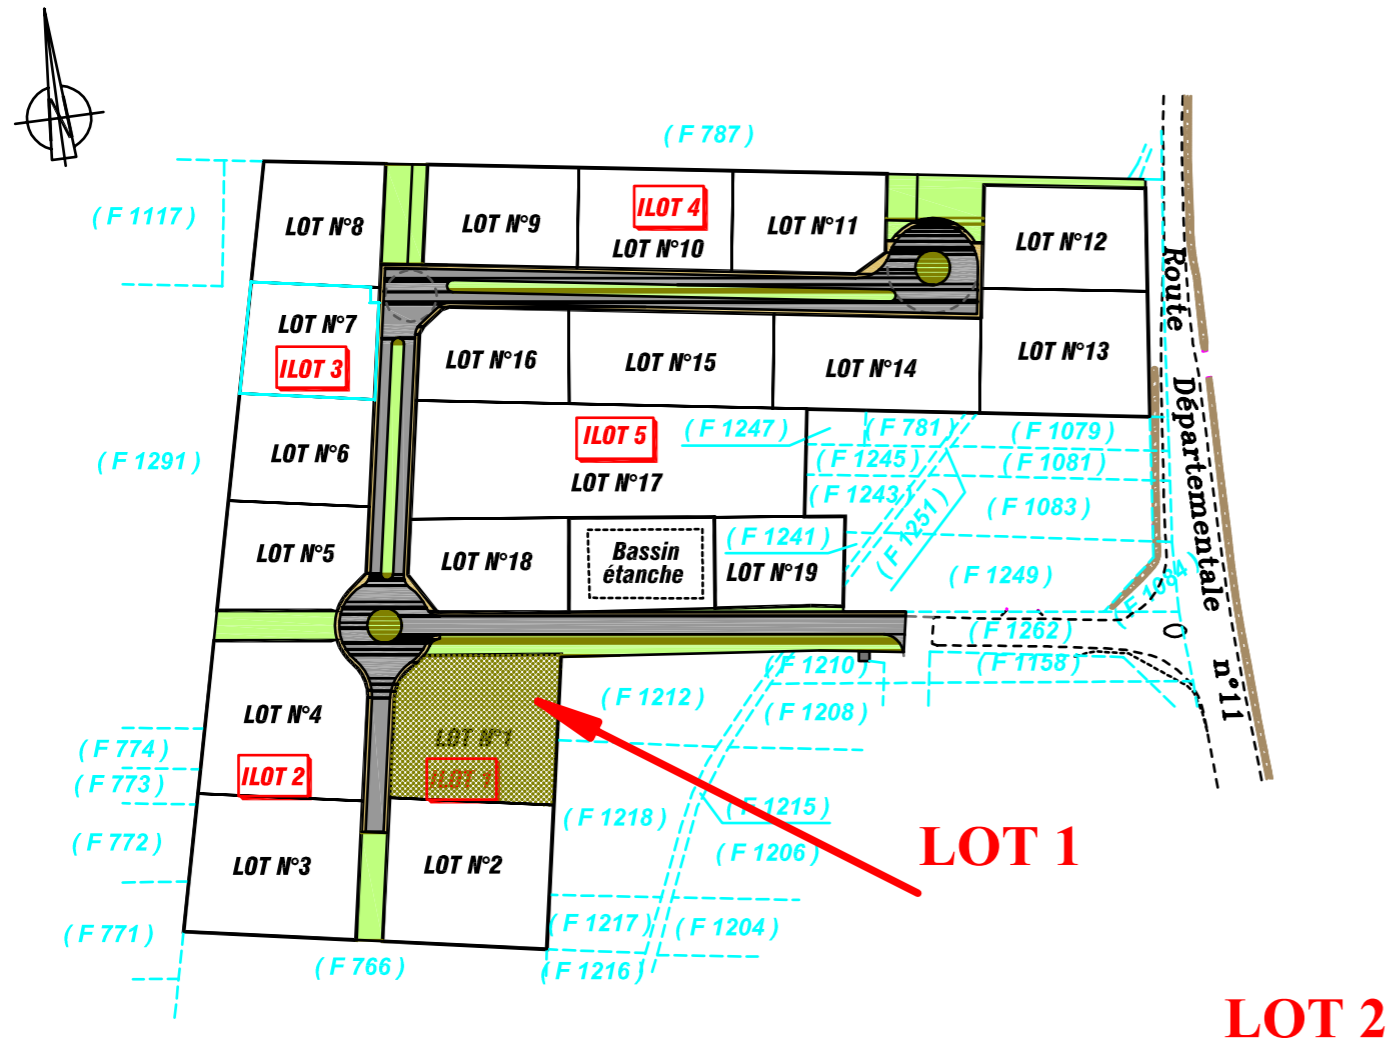 ( F 787 )
( F 1117 )
LOT N°8
LOT N°9
ILOT 4
LOT N°10
LOT N°11
LOT N°12
LOT N°7
ILOT 3
LOT N°16
LOT N°15
LOT N°14
LOT N°13
Route Départementale n°11
( F 1291 )
LOT N°6
ILOT 5
LOT N°17
( F 1247 )
( F 781 )
( F 1079 )
( F 1245 )
( F 1081 )
( F 1243 )
( F 1251 )
( F 1083 )
LOT N°5
LOT N°18
Bassin
étanche
( F 1241 )
LOT N°19
( F 1249 )
( F 1084 )
( F 1262 )
( F 1158 )
( F 1210 )
( F 1212 )
( F 1208 )
LOT N°4
ILOT 2
LOT N°1
ILOT 1
( F 774 )
( F 773 )
( F 772 )
( F 771 )
( F 1218 )
( F 1215 )
( F 1206 )
LOT 1
LOT N°3
LOT N°2
( F 1217 )
( F 1204 )
( F 766 )
( F 1216 )
LOT 2